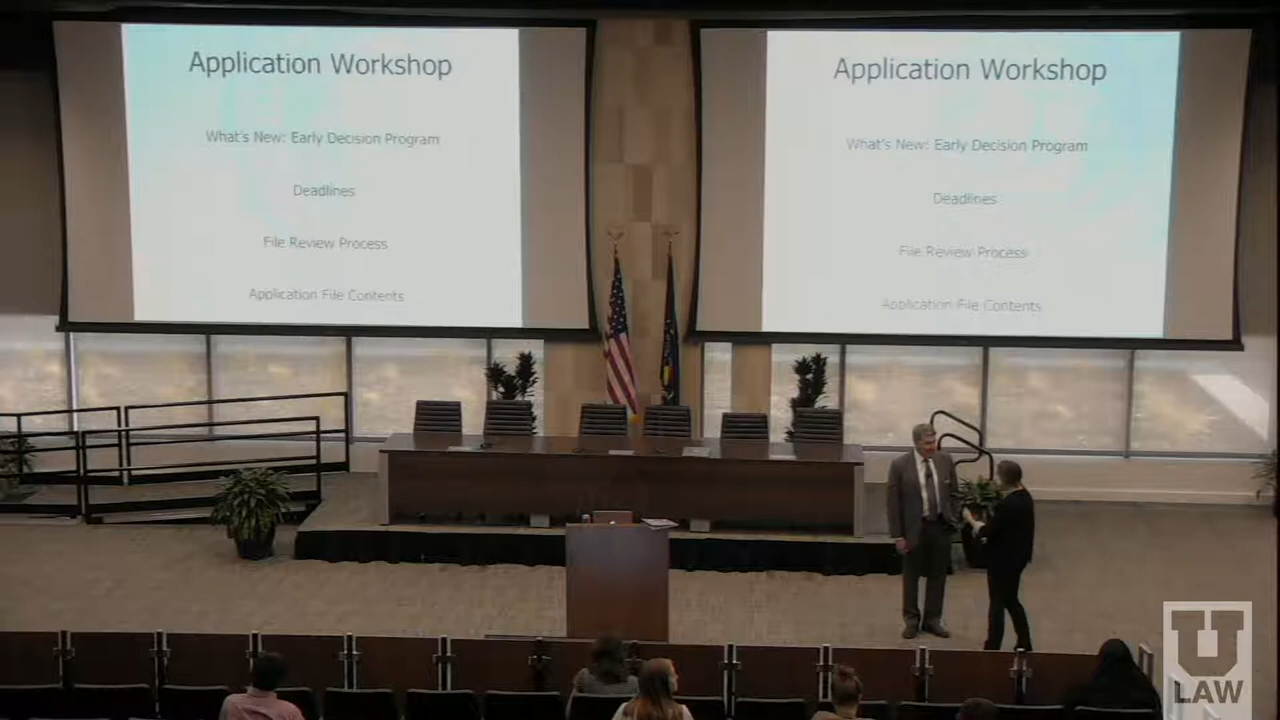 Application Workshop
What's New: Early Decision Program
Deadlines
File Review Process
Application File Contents
Application Workshop
What's New: Early Decision Program
Deadlines
File Review Process
Application File Contents
U
LAW